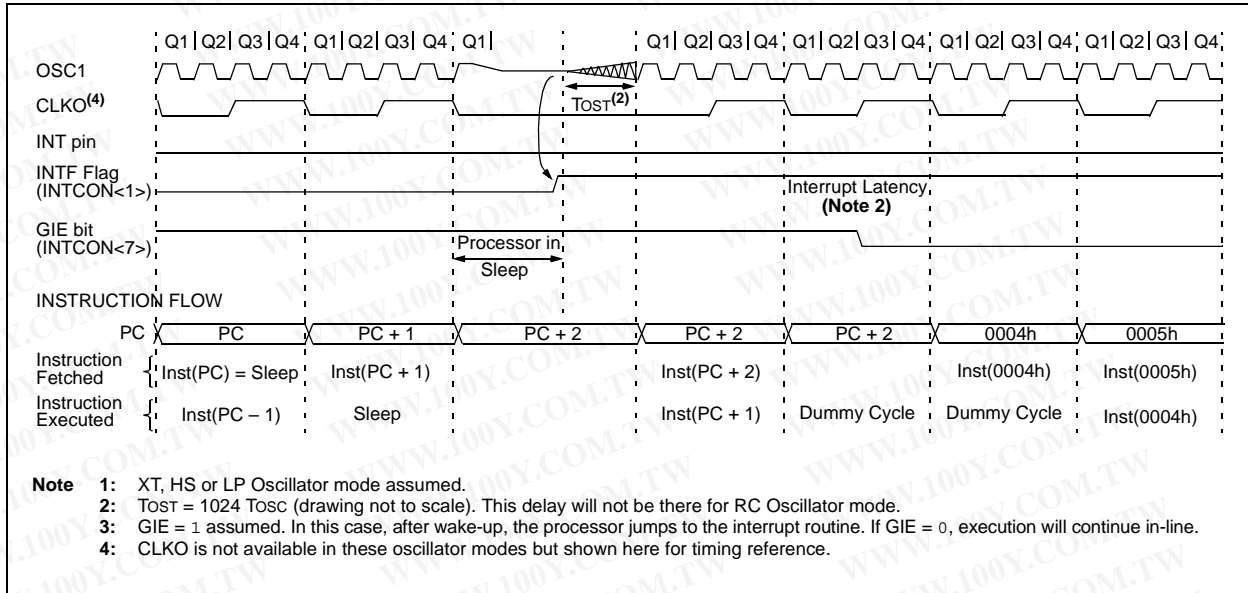 Q1 Q2 Q3 Q4 Q1 Q2 Q3 Q4 Q1 Q1 Q2 Q3 Q4 Q1 Q2 Q3 Q4 Q1 Q2 Q3 Q4 Q1 Q2 Q3 Q4
OSC1
CLKO(4)
TOST(2)
INT pin
INTF Flag
(INTCON<1>)
Interrupt Latency
(Note 2)
GIE bit
(INTCON<7>)
Processor in
Sleep
INSTRUCTION FLOW
PC PC PC + 1 PC + 2 PC + 2 PC + 2 0004h 0005h
Instruction
Fetched
Inst(PC) = Sleep Inst(PC + 1) Inst(PC + 2) Inst(0004h) Inst(0005h)
Instruction
Executed
Inst(PC – 1) Sleep Inst(PC + 1) Dummy Cycle Dummy Cycle Inst(0004h)
Note 1: XT, HS or LP Oscillator mode assumed.
2: TOST = 1024 TOSC (drawing not to scale). This delay will not be there for RC Oscillator mode.
3: GIE = 1 assumed. In this case, after wake-up, the processor jumps to the interrupt routine. If GIE = 0, execution will continue in-line.
4: CLKO is not available in these oscillator modes but shown here for timing reference.
WWW.100Y.COM.TW